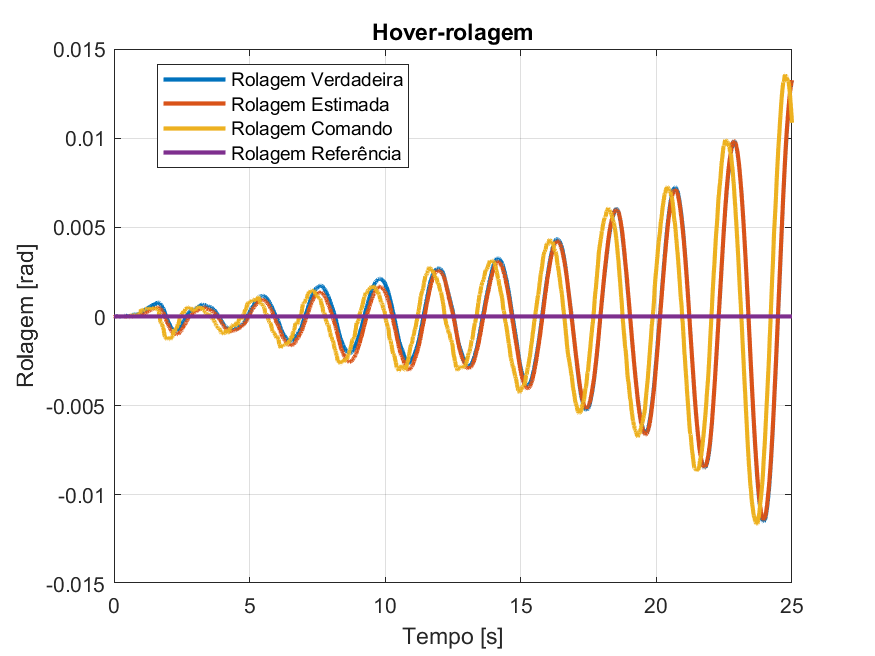 Hover-rolagem
0.015
0.01
0.005
0
-0.005
-0.01
-0.015
Rolagem [rad]
Rolagem Verdadeira
Rolagem Estimada
Rolagem Comando
Rolagem Referência
0 5 10 15 20 25
Tempo [s]